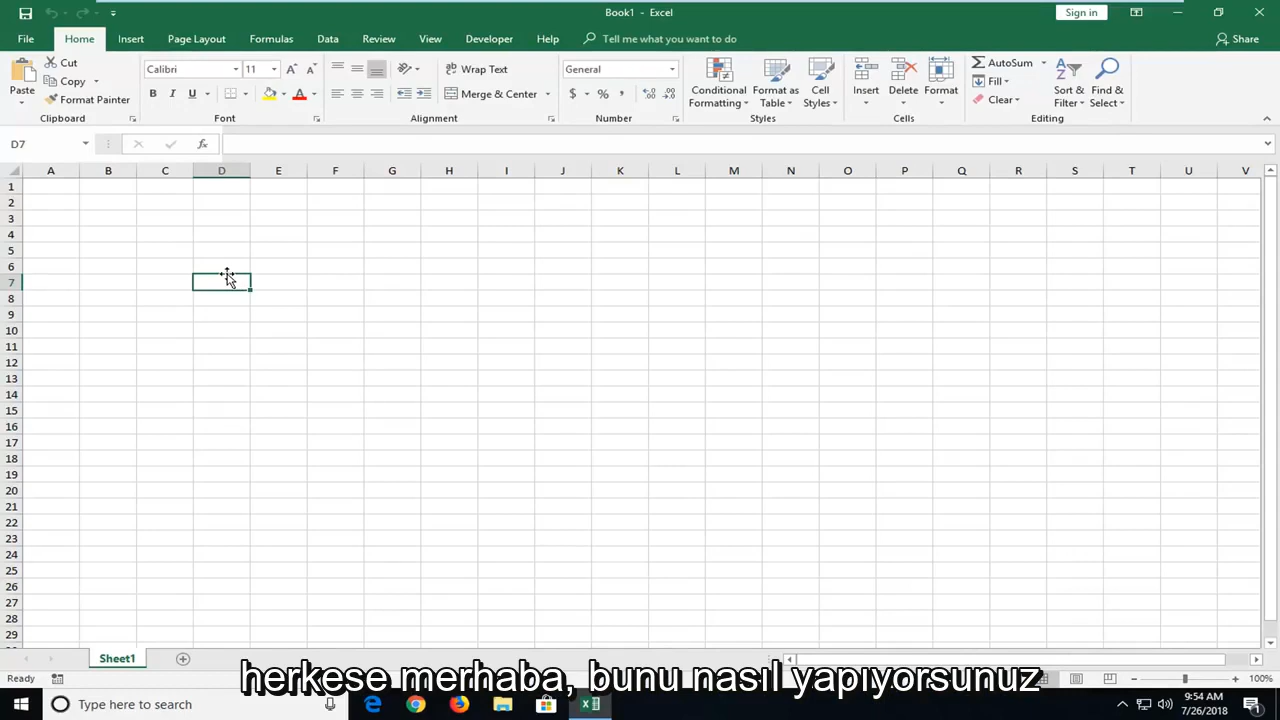 Book1 - Excel
Sign in
File Home Insert Page Layout Formulas Data Review View Developer Help Tell me what you want to do Share
Cut
Copy
Format Painter
Paste
Clipboard
Calibri 11
B I U
Font
Wrap Text
Merge & Center
Alignment
General
$ % ,
Number
Conditional Formatting
Format as Table
Cell Styles
Styles
Insert Delete Format
Cells
AutoSum
Fill
Clear
Sort & Filter
Find & Select
Editing
D7
fx
A B C D E F G H I J K L M N O P Q R S T U V
1
2
3
4
5
6
7
8
9
10
11
12
13
14
15
16
17
18
19
20
21
22
23
24
25
26
27
28
29
Sheet1
Ready
100%
herkese merhaba, bunu nasıl yapıyorsunuz
Type here to search
9:54 AM
7/26/2018
1